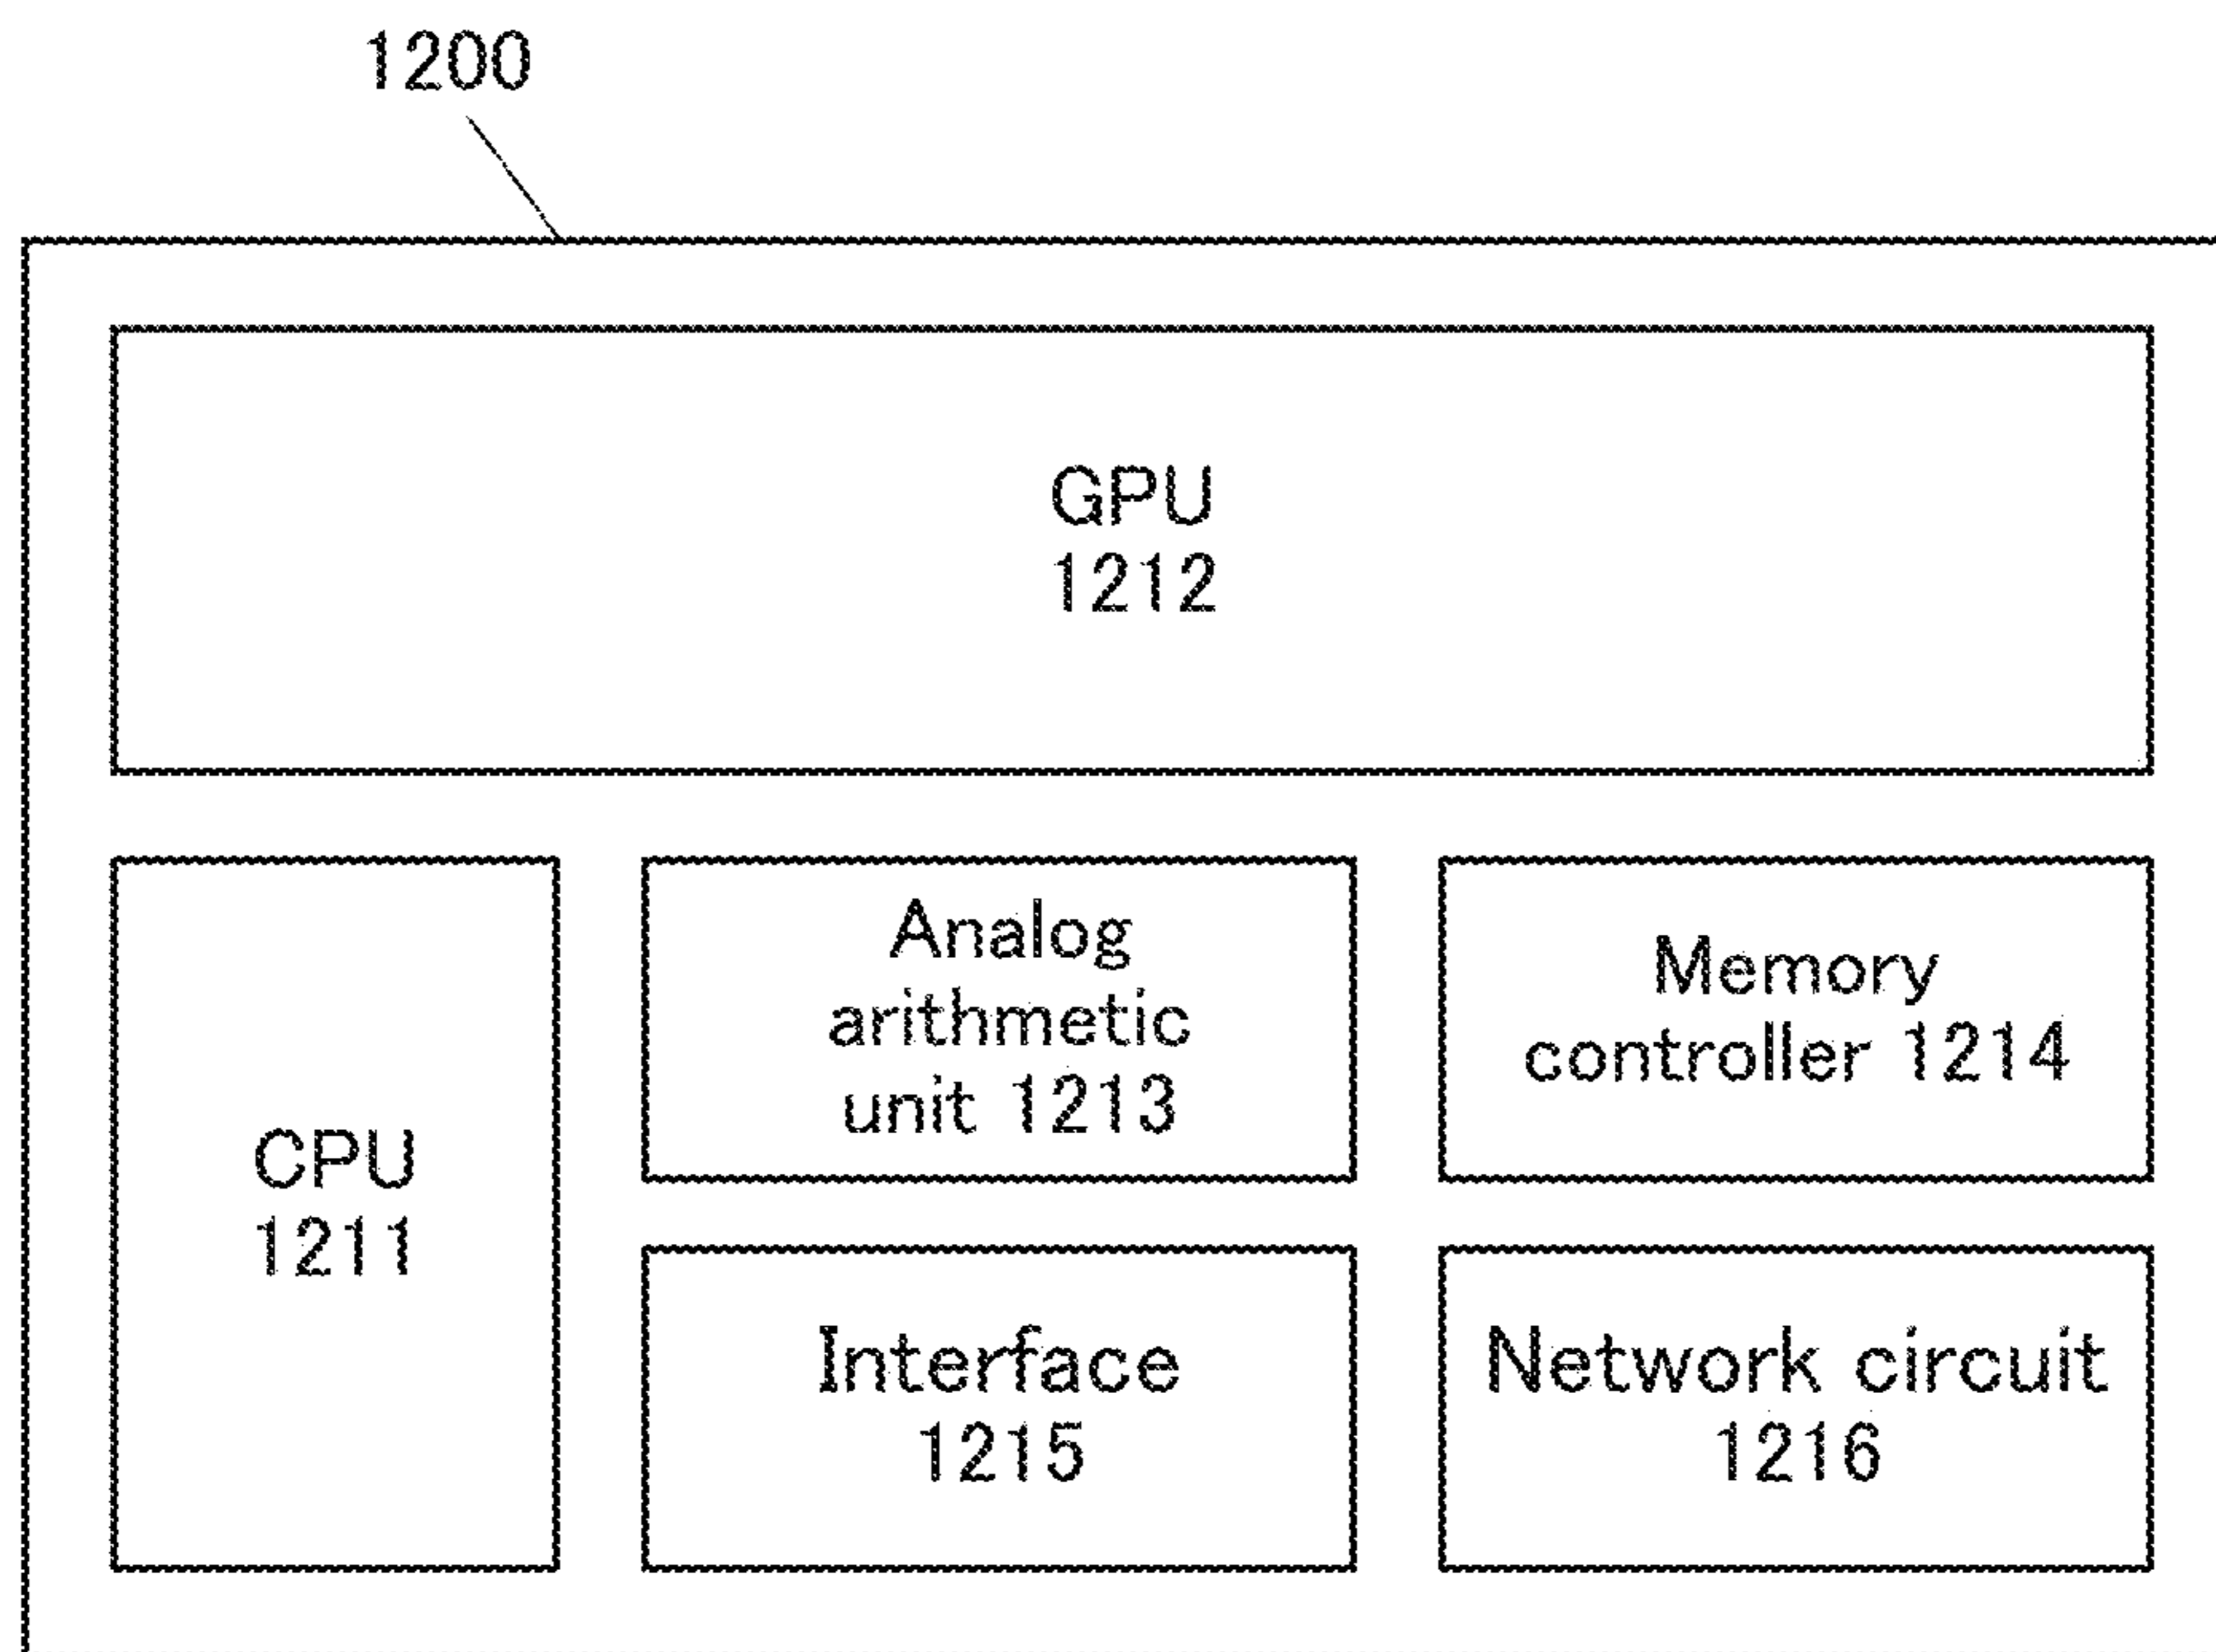 1200
GPU
1212
CPU
1211
Analog
arithmetic
unit 1213
Memory
controller 1214
Interface
1215
Network circuit
1216